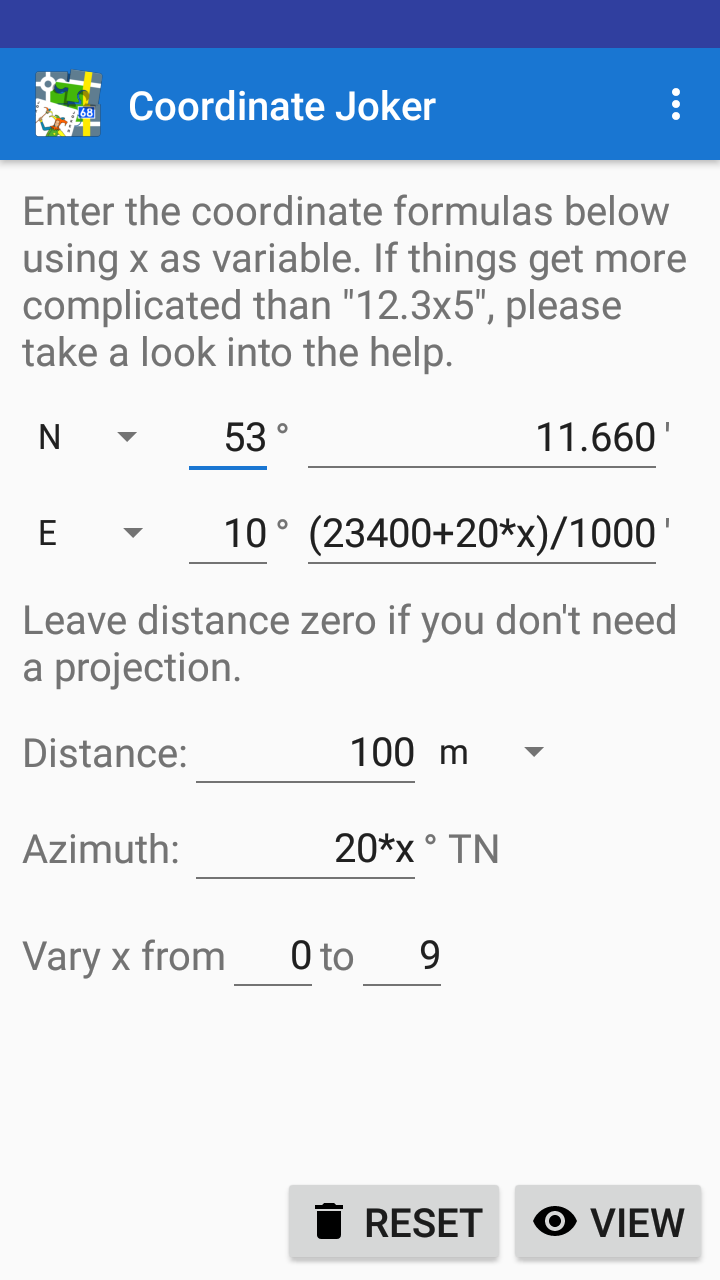 Coordinate Joker
68
Enter the coordinate formulas below
using x as variable. If things get more
complicated than "12.3x5", please
take a look into the help.
N 53 ° 11.660 '
E 10 ° (23400+20*x)/1000 '
Leave distance zero if you don't need
a projection.
Distance: 100 m
Azimuth: 20*x ° TN
Vary x from 0 to 9
RESET VIEW